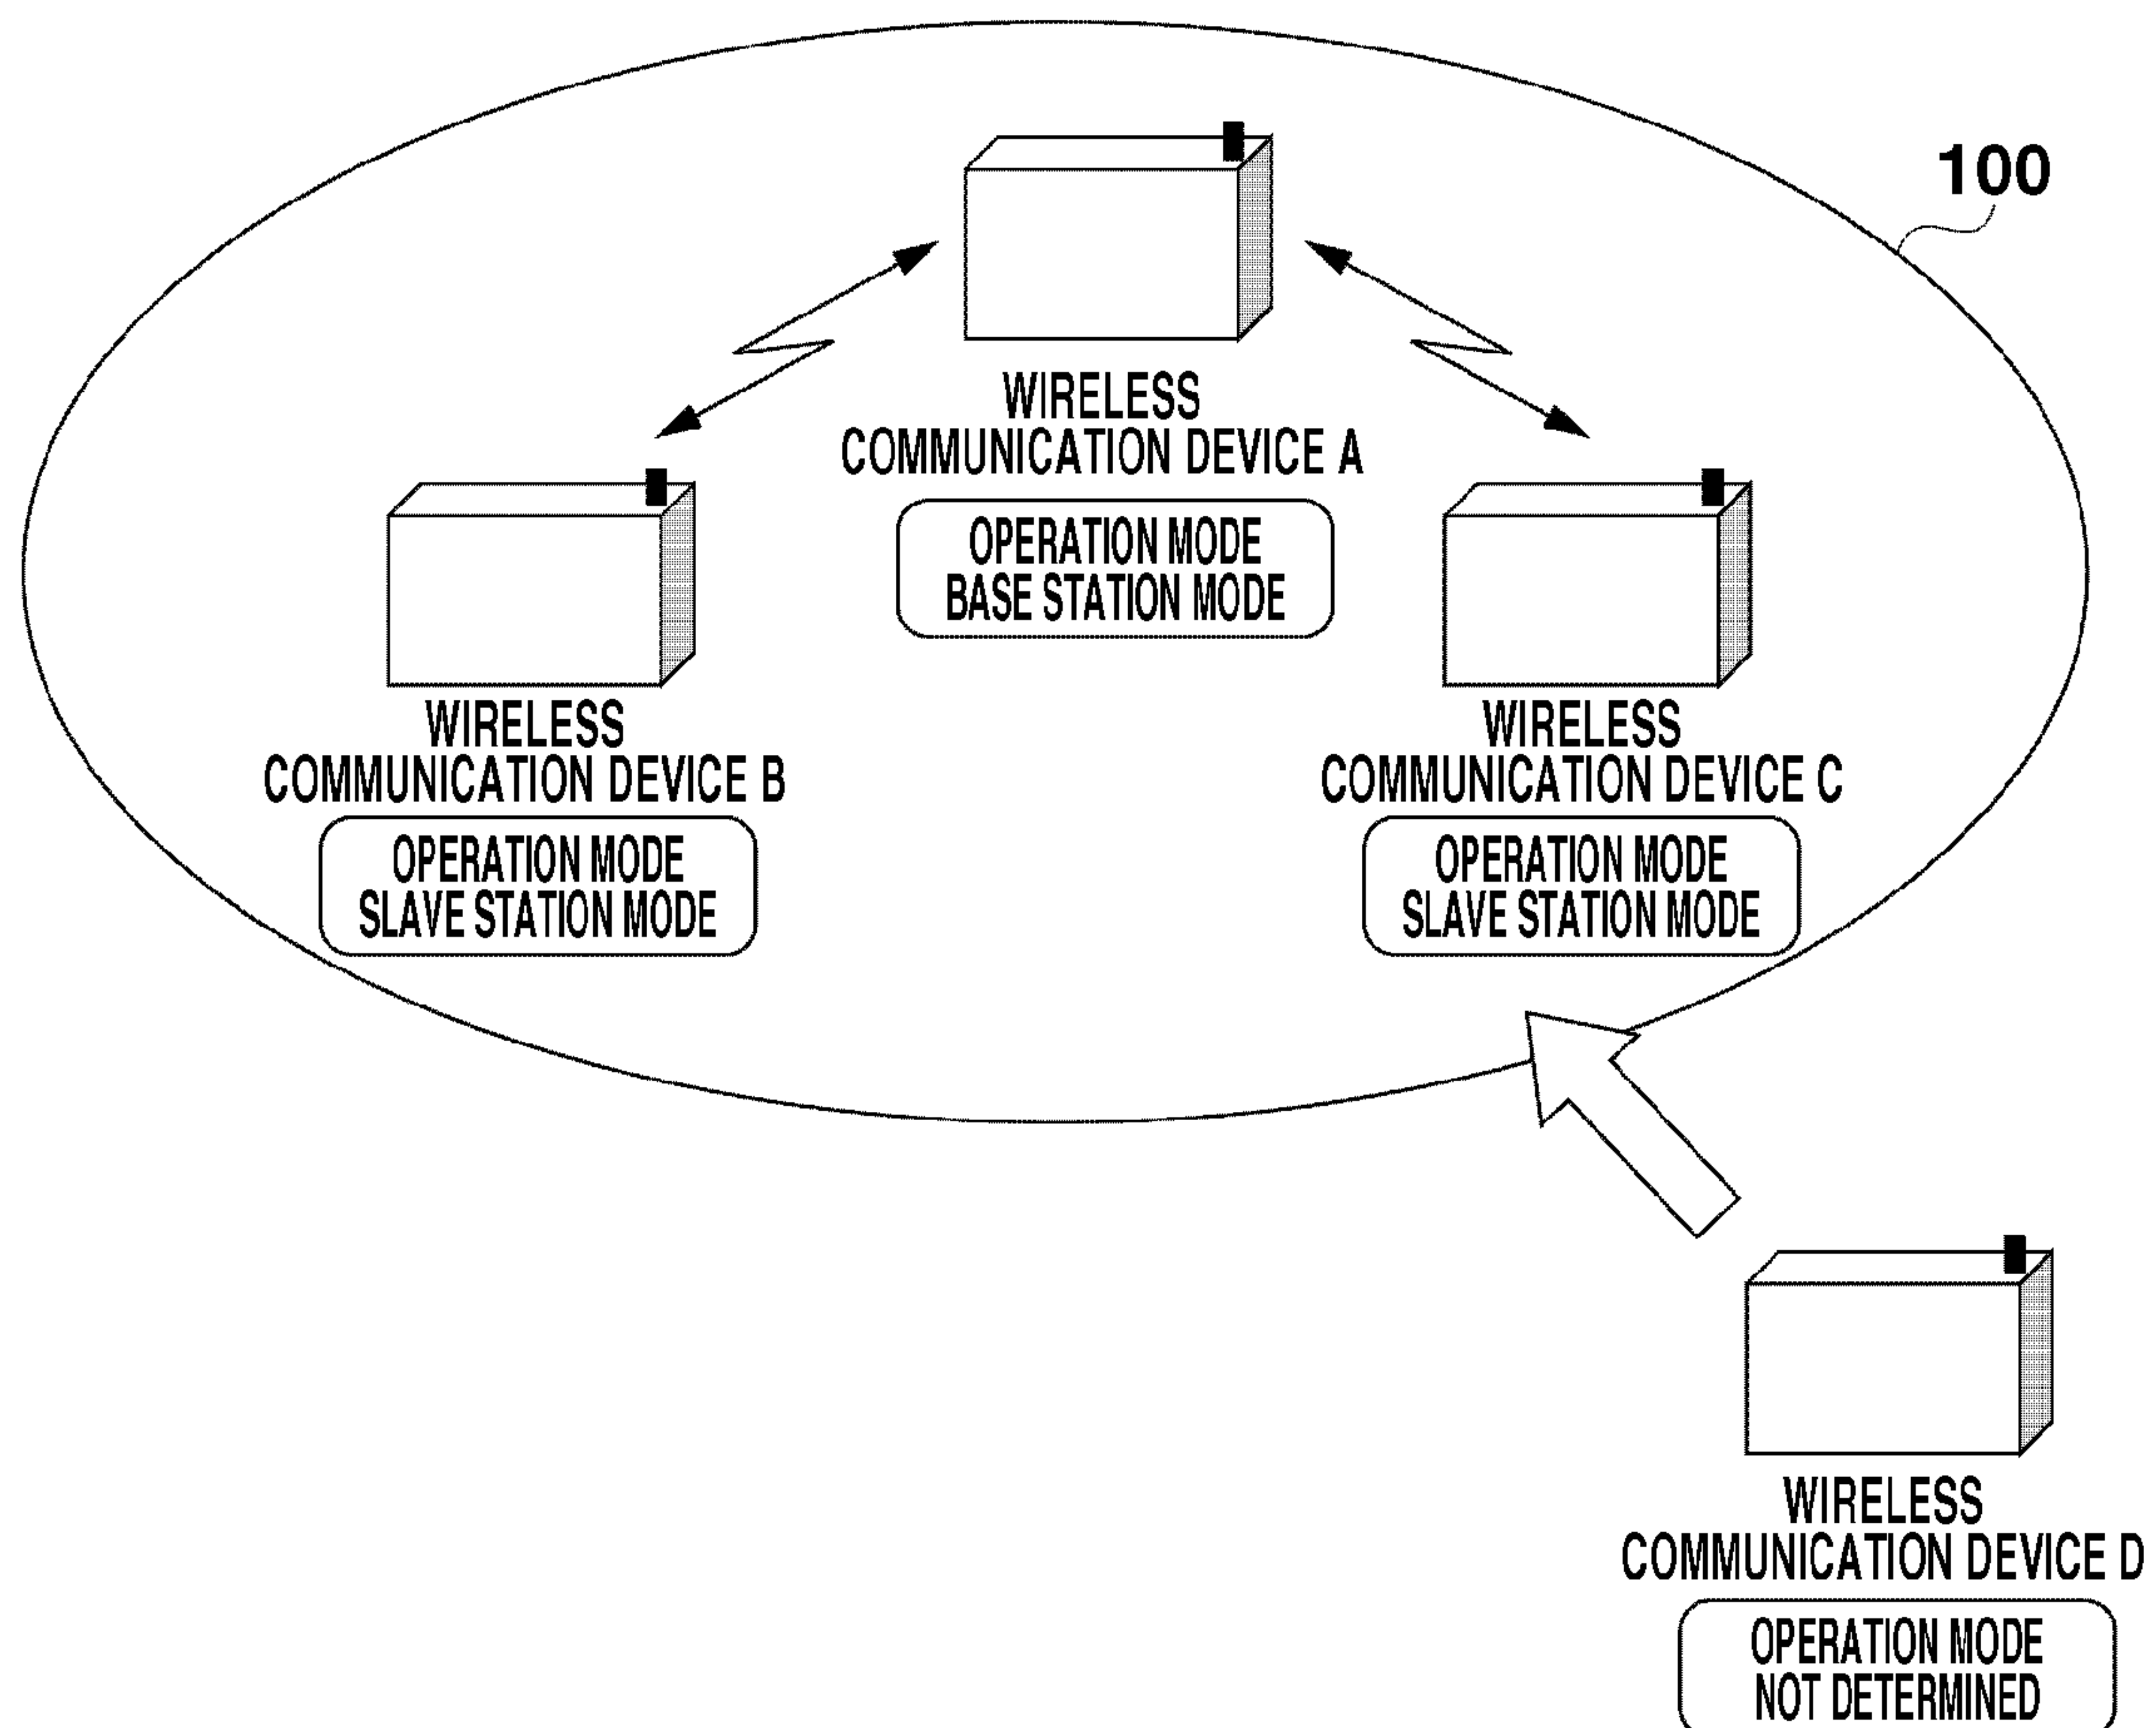 100
WIRELESS
COMMUNICATION DEVICE A
OPERATION MODE
BASE STATION MODE
WIRELESS
COMMUNICATION DEVICE B
OPERATION MODE
SLAVE STATION MODE
WIRELESS
COMMUNICATION DEVICE C
OPERATION MODE
SLAVE STATION MODE
WIRELESS
COMMUNICATION DEVICE D
OPERATION MODE
NOT DETERMINED